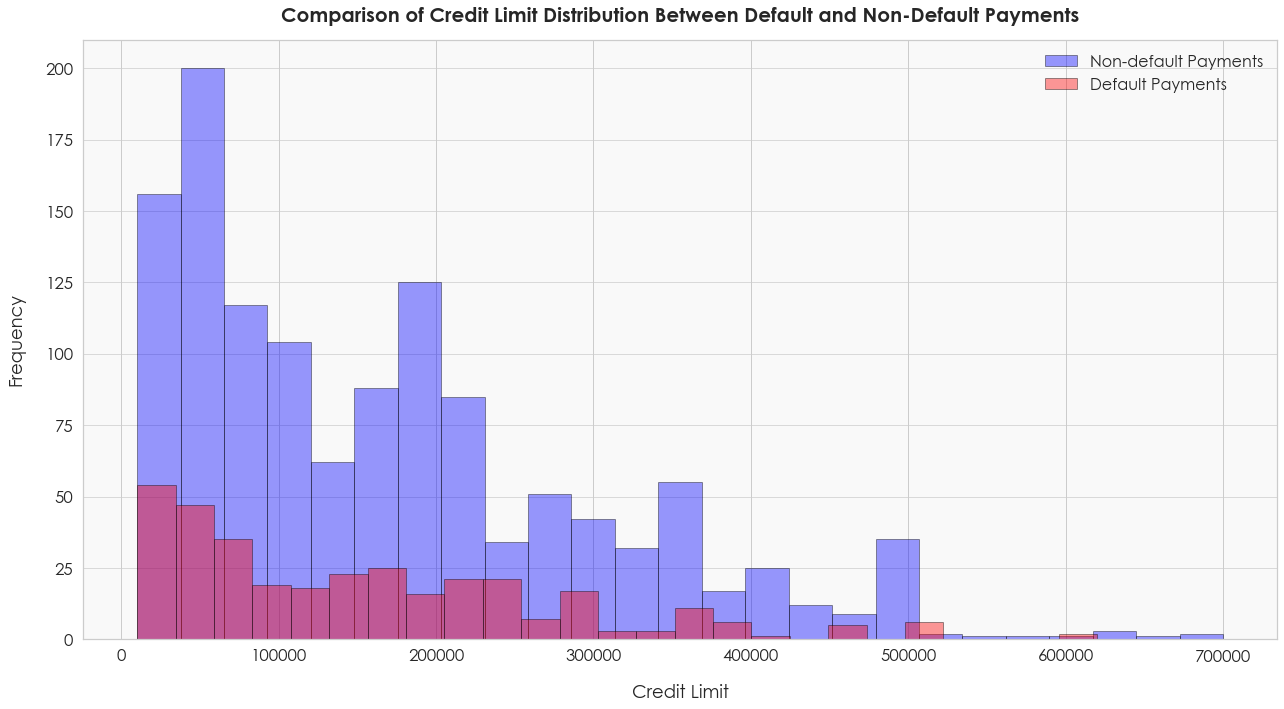 Comparison of Credit Limit Distribution Between Default and Non-Default Payments
Non-default Payments
Default Payments
200
175
150
125
100
75
50
25
0
Frequency
0 100000 200000 300000 400000 500000 600000 700000
Credit Limit